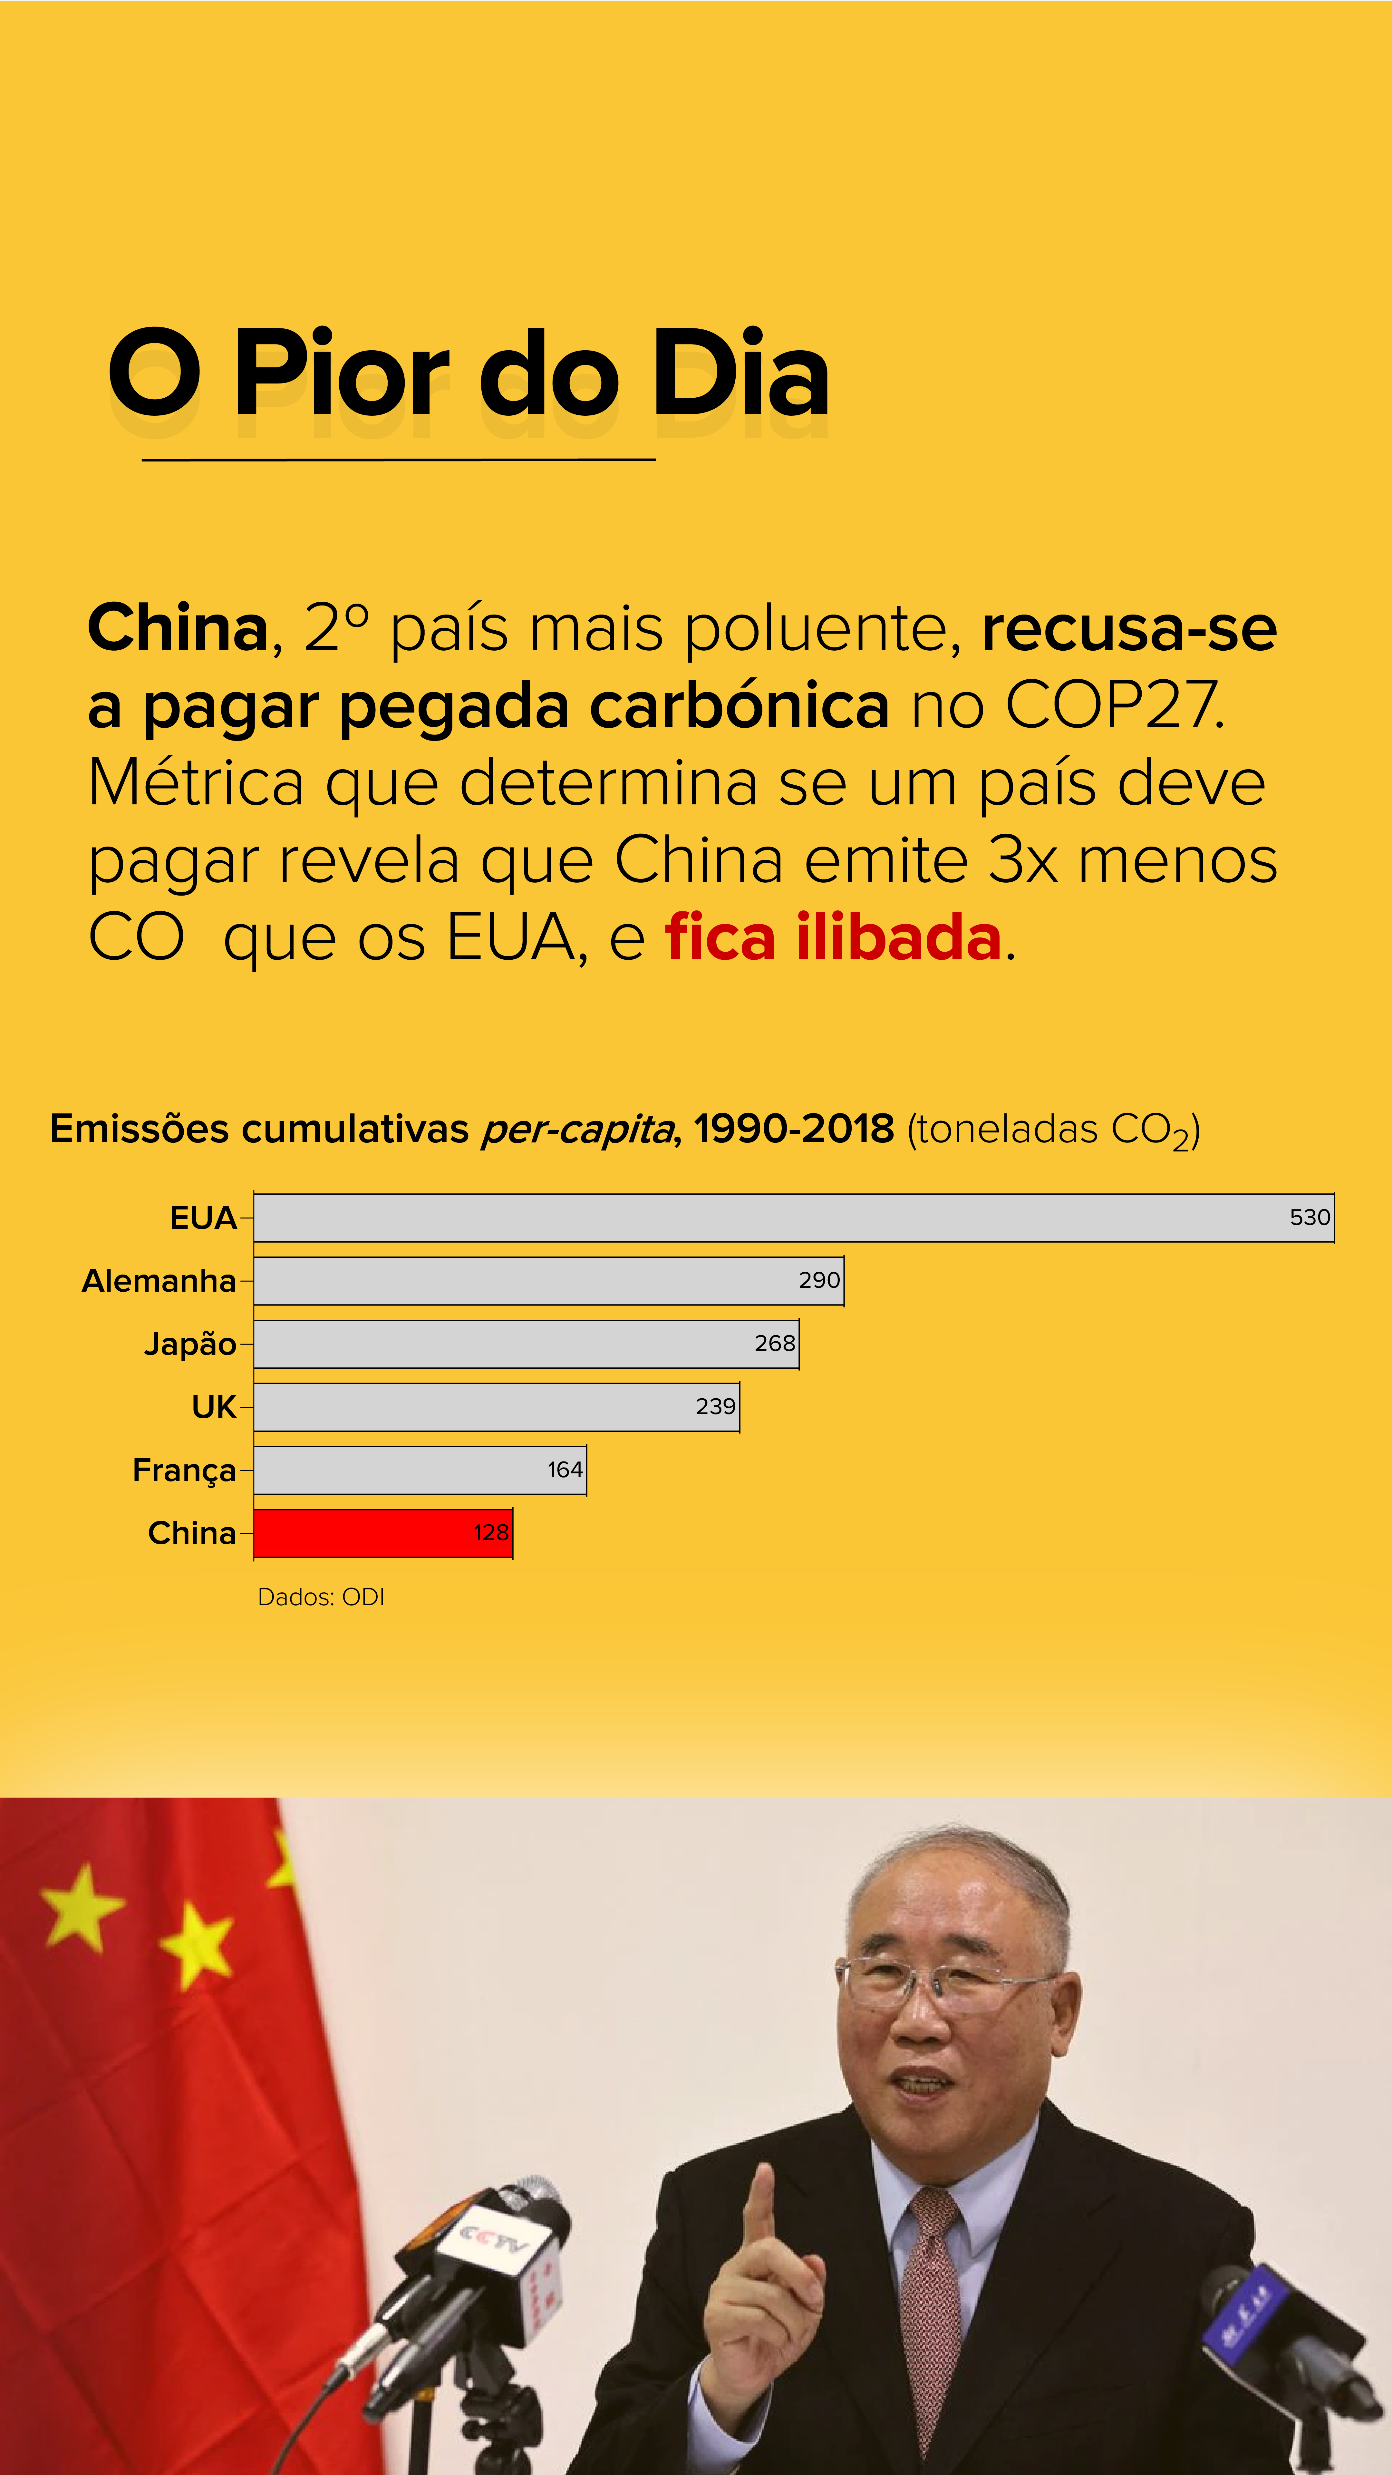 O Pior do Dia
China, 2º país mais poluente, recusa-se
a pagar pegada carbónica no COP27.
Métrica que determina se um país deve
pagar revela que China emite 3x menos
CO que os EUA, e fica ilibada.
Emissões cumulativas per-capita, 1990-2018 (toneladas CO₂)
EUA 530
Alemanha 290
Japão 268
UK 239
França 164
China 128
Dados: ODI
CCTV